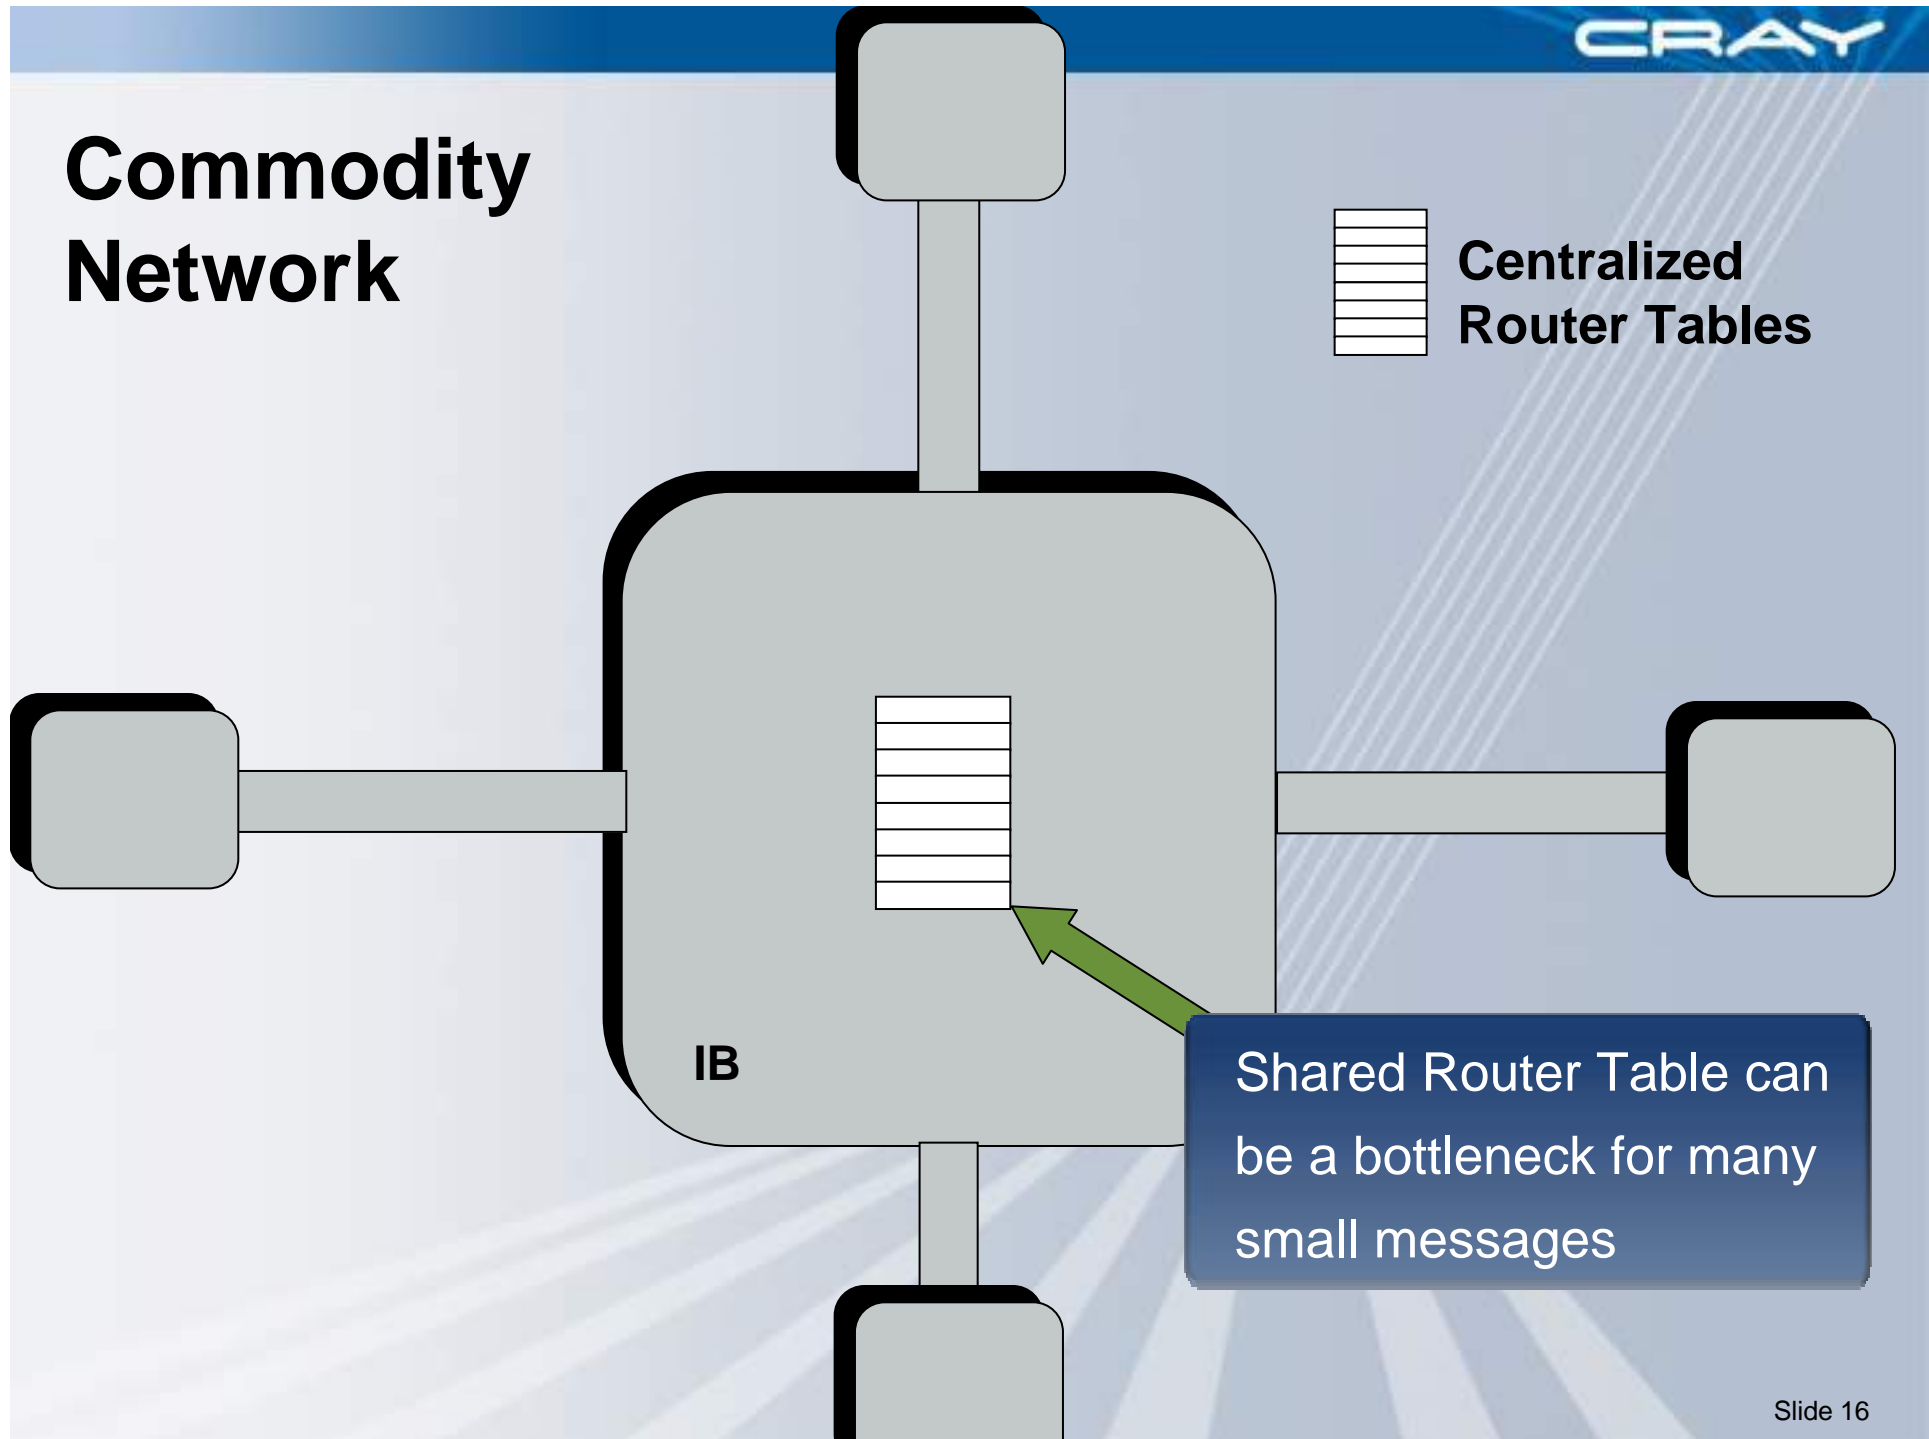 CRAY
Commodity
Network
Centralized
Router Tables
IB
Shared Router Table can
be a bottleneck for many
small messages
Slide 16